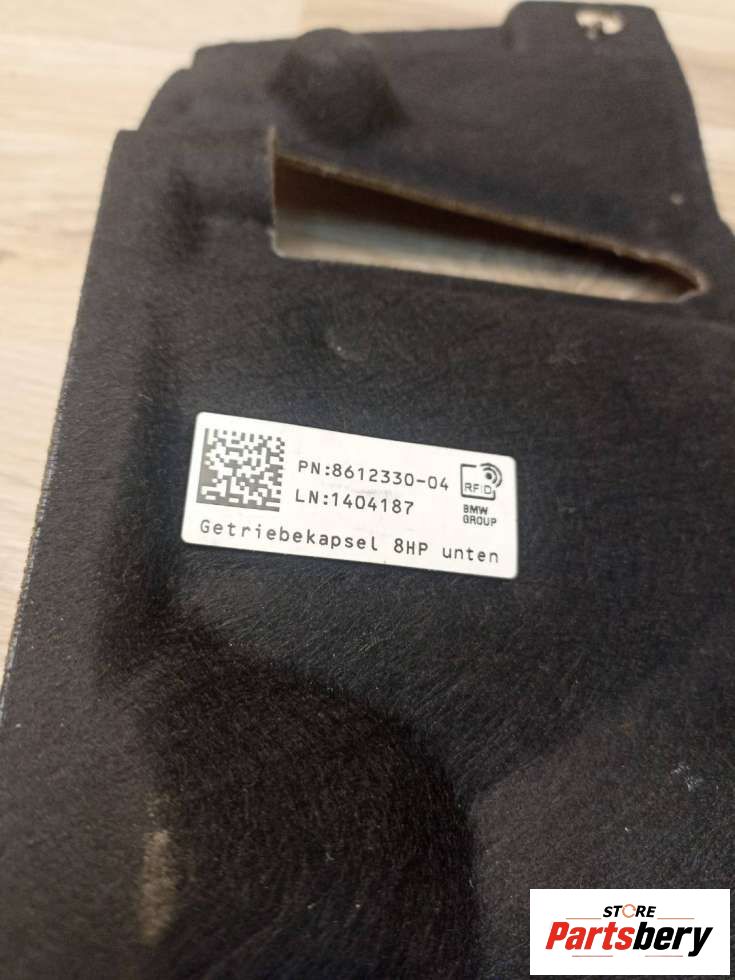 PN:8612330-04
LN:1404187
RFID
BMW
GROUP
Getriebekapsel 8HP unten
STORE
Partsbery